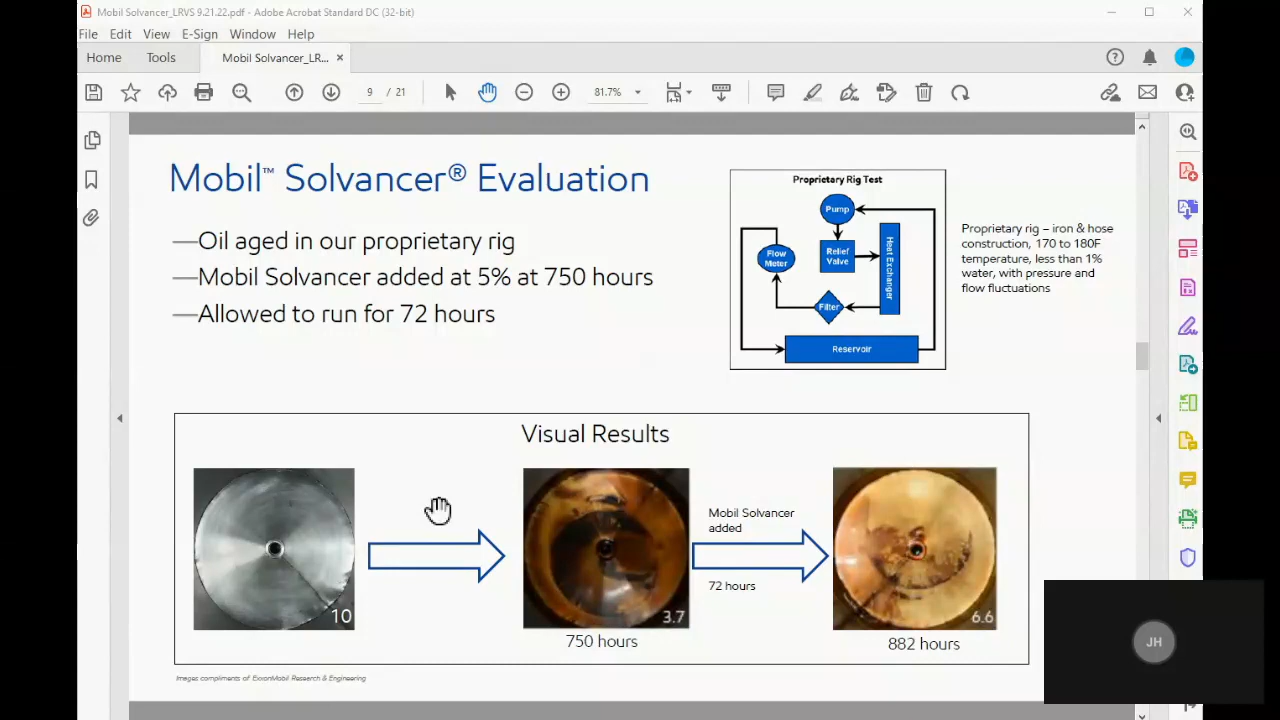 Mobil Solvancer_LRVS 9.21.22.pdf - Adobe Acrobat Standard DC (32-bit)
File Edit View E-Sign Window Help
Home Tools Mobil Solvancer_LR... ×
9 / 21 81.7%
Mobil™ Solvancer® Evaluation
—Oil aged in our proprietary rig
—Mobil Solvancer added at 5% at 750 hours
—Allowed to run for 72 hours
Proprietary Rig Test
Pump
Flow
Meter
Relief
Valve
Heat Exchanger
Filter
Reservoir
Proprietary rig – iron & hose
construction, 170 to 180F
temperature, less than 1%
water, with pressure and
flow fluctuations
Visual Results
10
3.7
750 hours
Mobil Solvancer
added
72 hours
6.6
882 hours
Images compliments of ExxonMobil Research & Engineering
JH